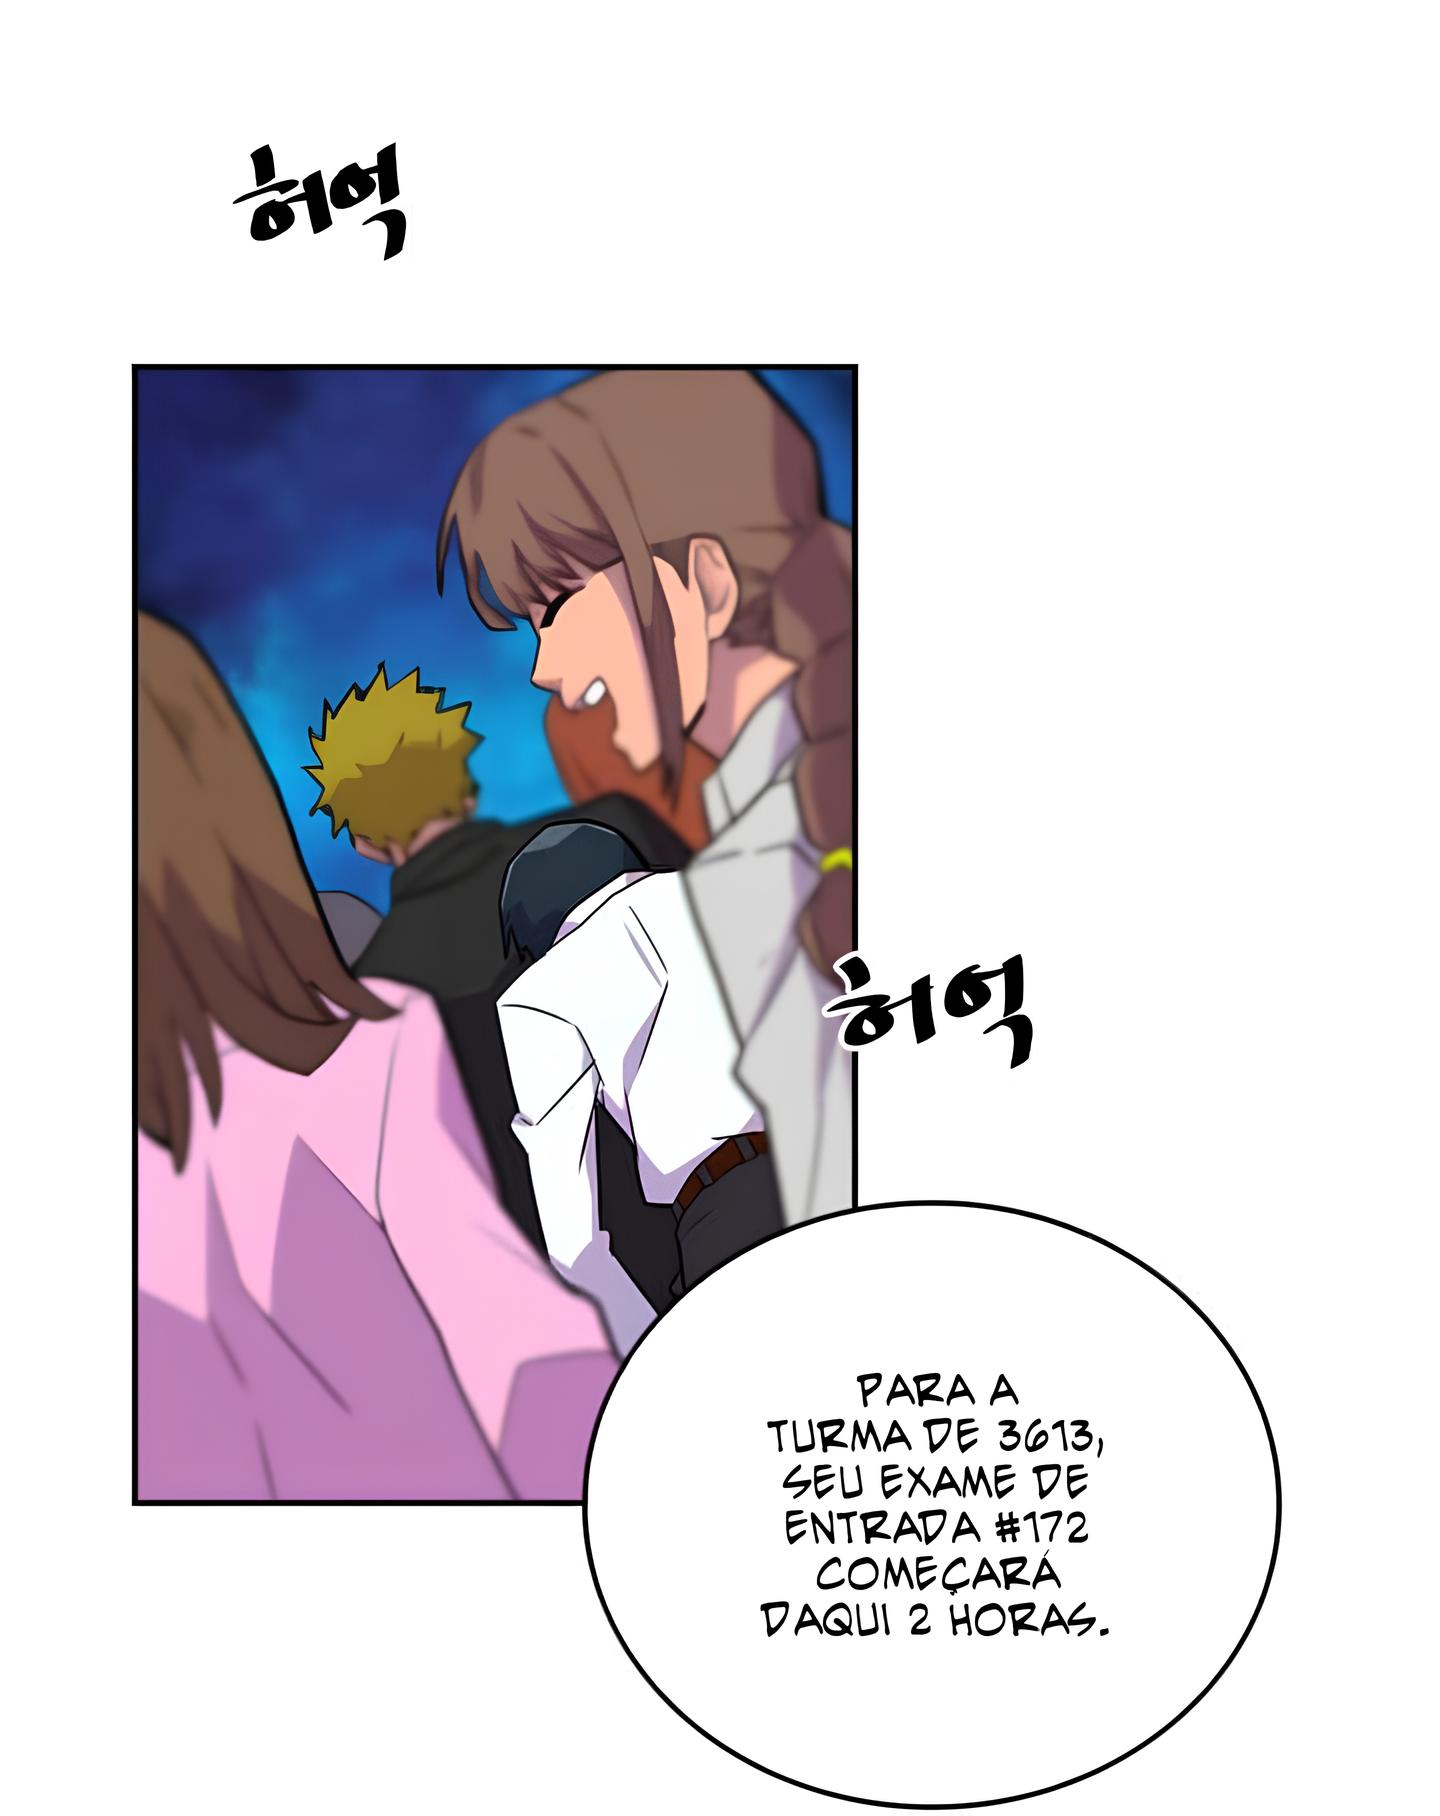 허억
허억
PARA A
TURMA DE 3613,
SEU EXAME DE
ENTRADA #172
COMEÇARÁ
DAQUI 2 HORAS.